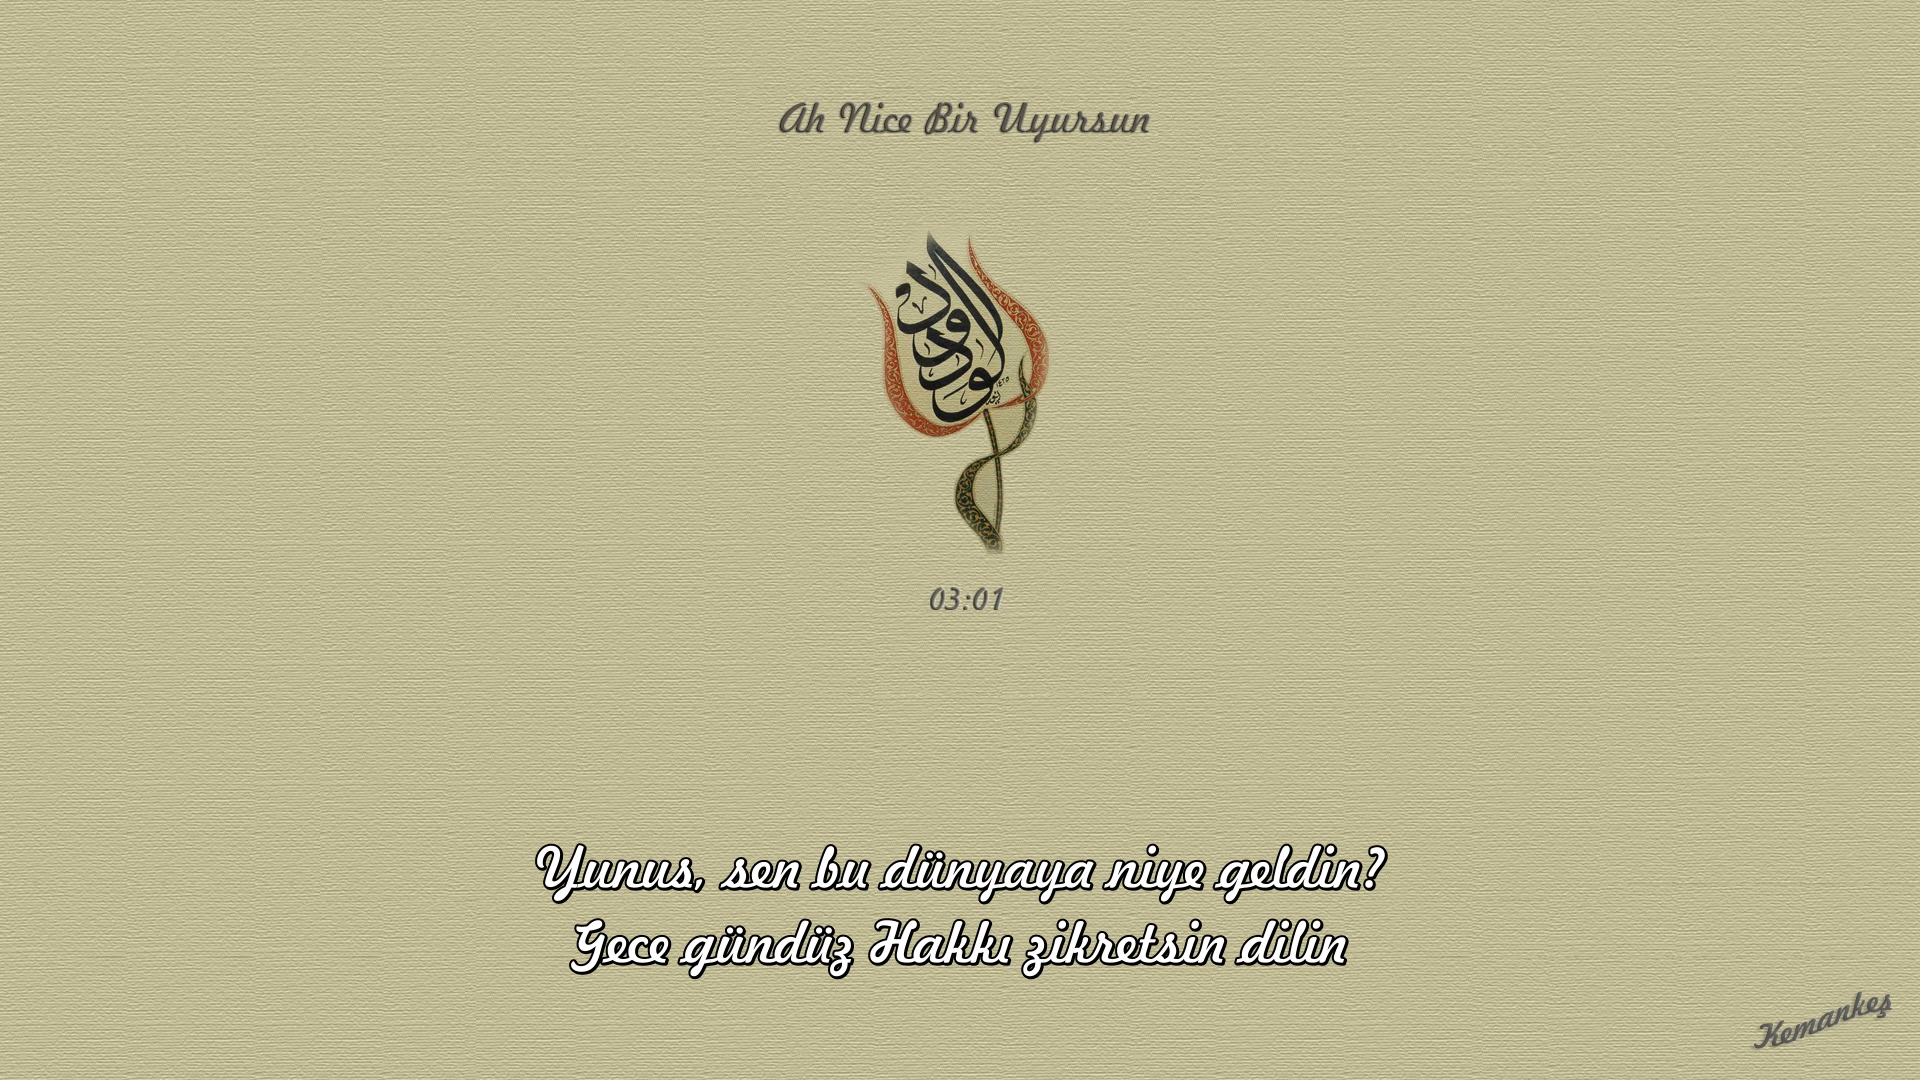 Ah Nice Bir Uyursun
03:01
Yunus, sen bu dünyaya niye geldin?
Gece gündüz Hakkı zikretsin dilin
Kemankeş